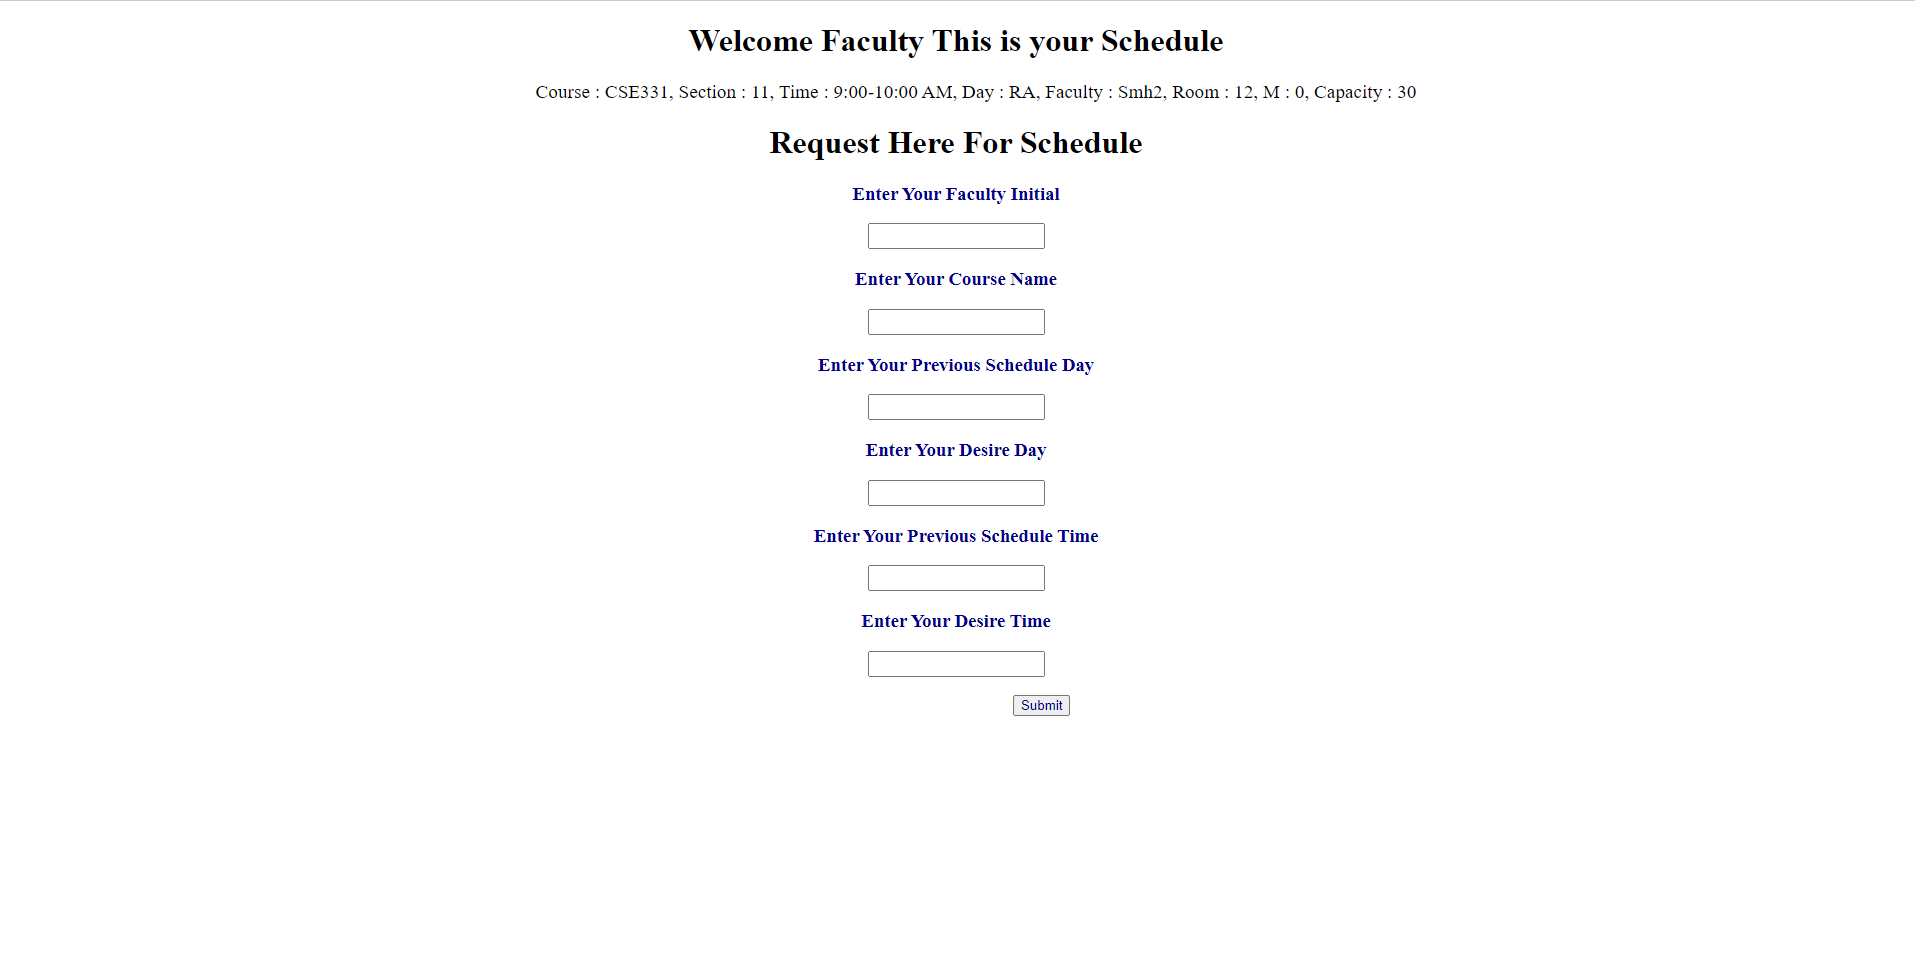 Welcome Faculty This is your Schedule
Course : CSE331, Section : 11, Time : 9:00-10:00 AM, Day : RA, Faculty : Smh2, Room : 12, M : 0, Capacity : 30
Request Here For Schedule
Enter Your Faculty Initial
Enter Your Course Name
Enter Your Previous Schedule Day
Enter Your Desire Day
Enter Your Previous Schedule Time
Enter Your Desire Time
Submit